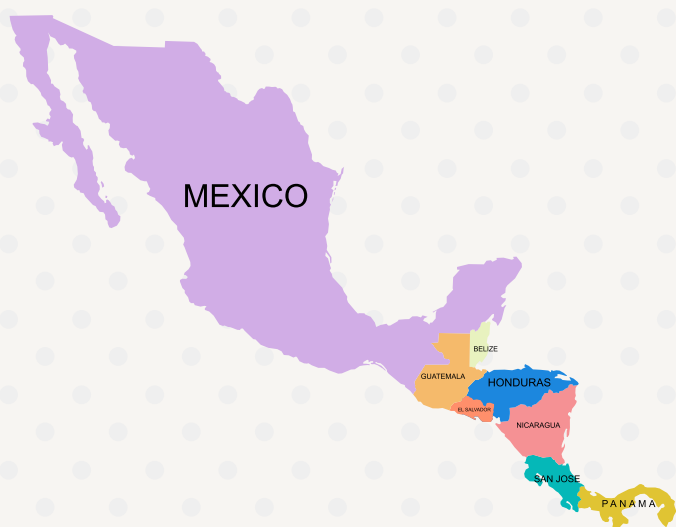 MEXICO
BELIZE
GUATEMALA
HONDURAS
EL SALVADOR
NICARAGUA
SAN JOSE
PANAMA